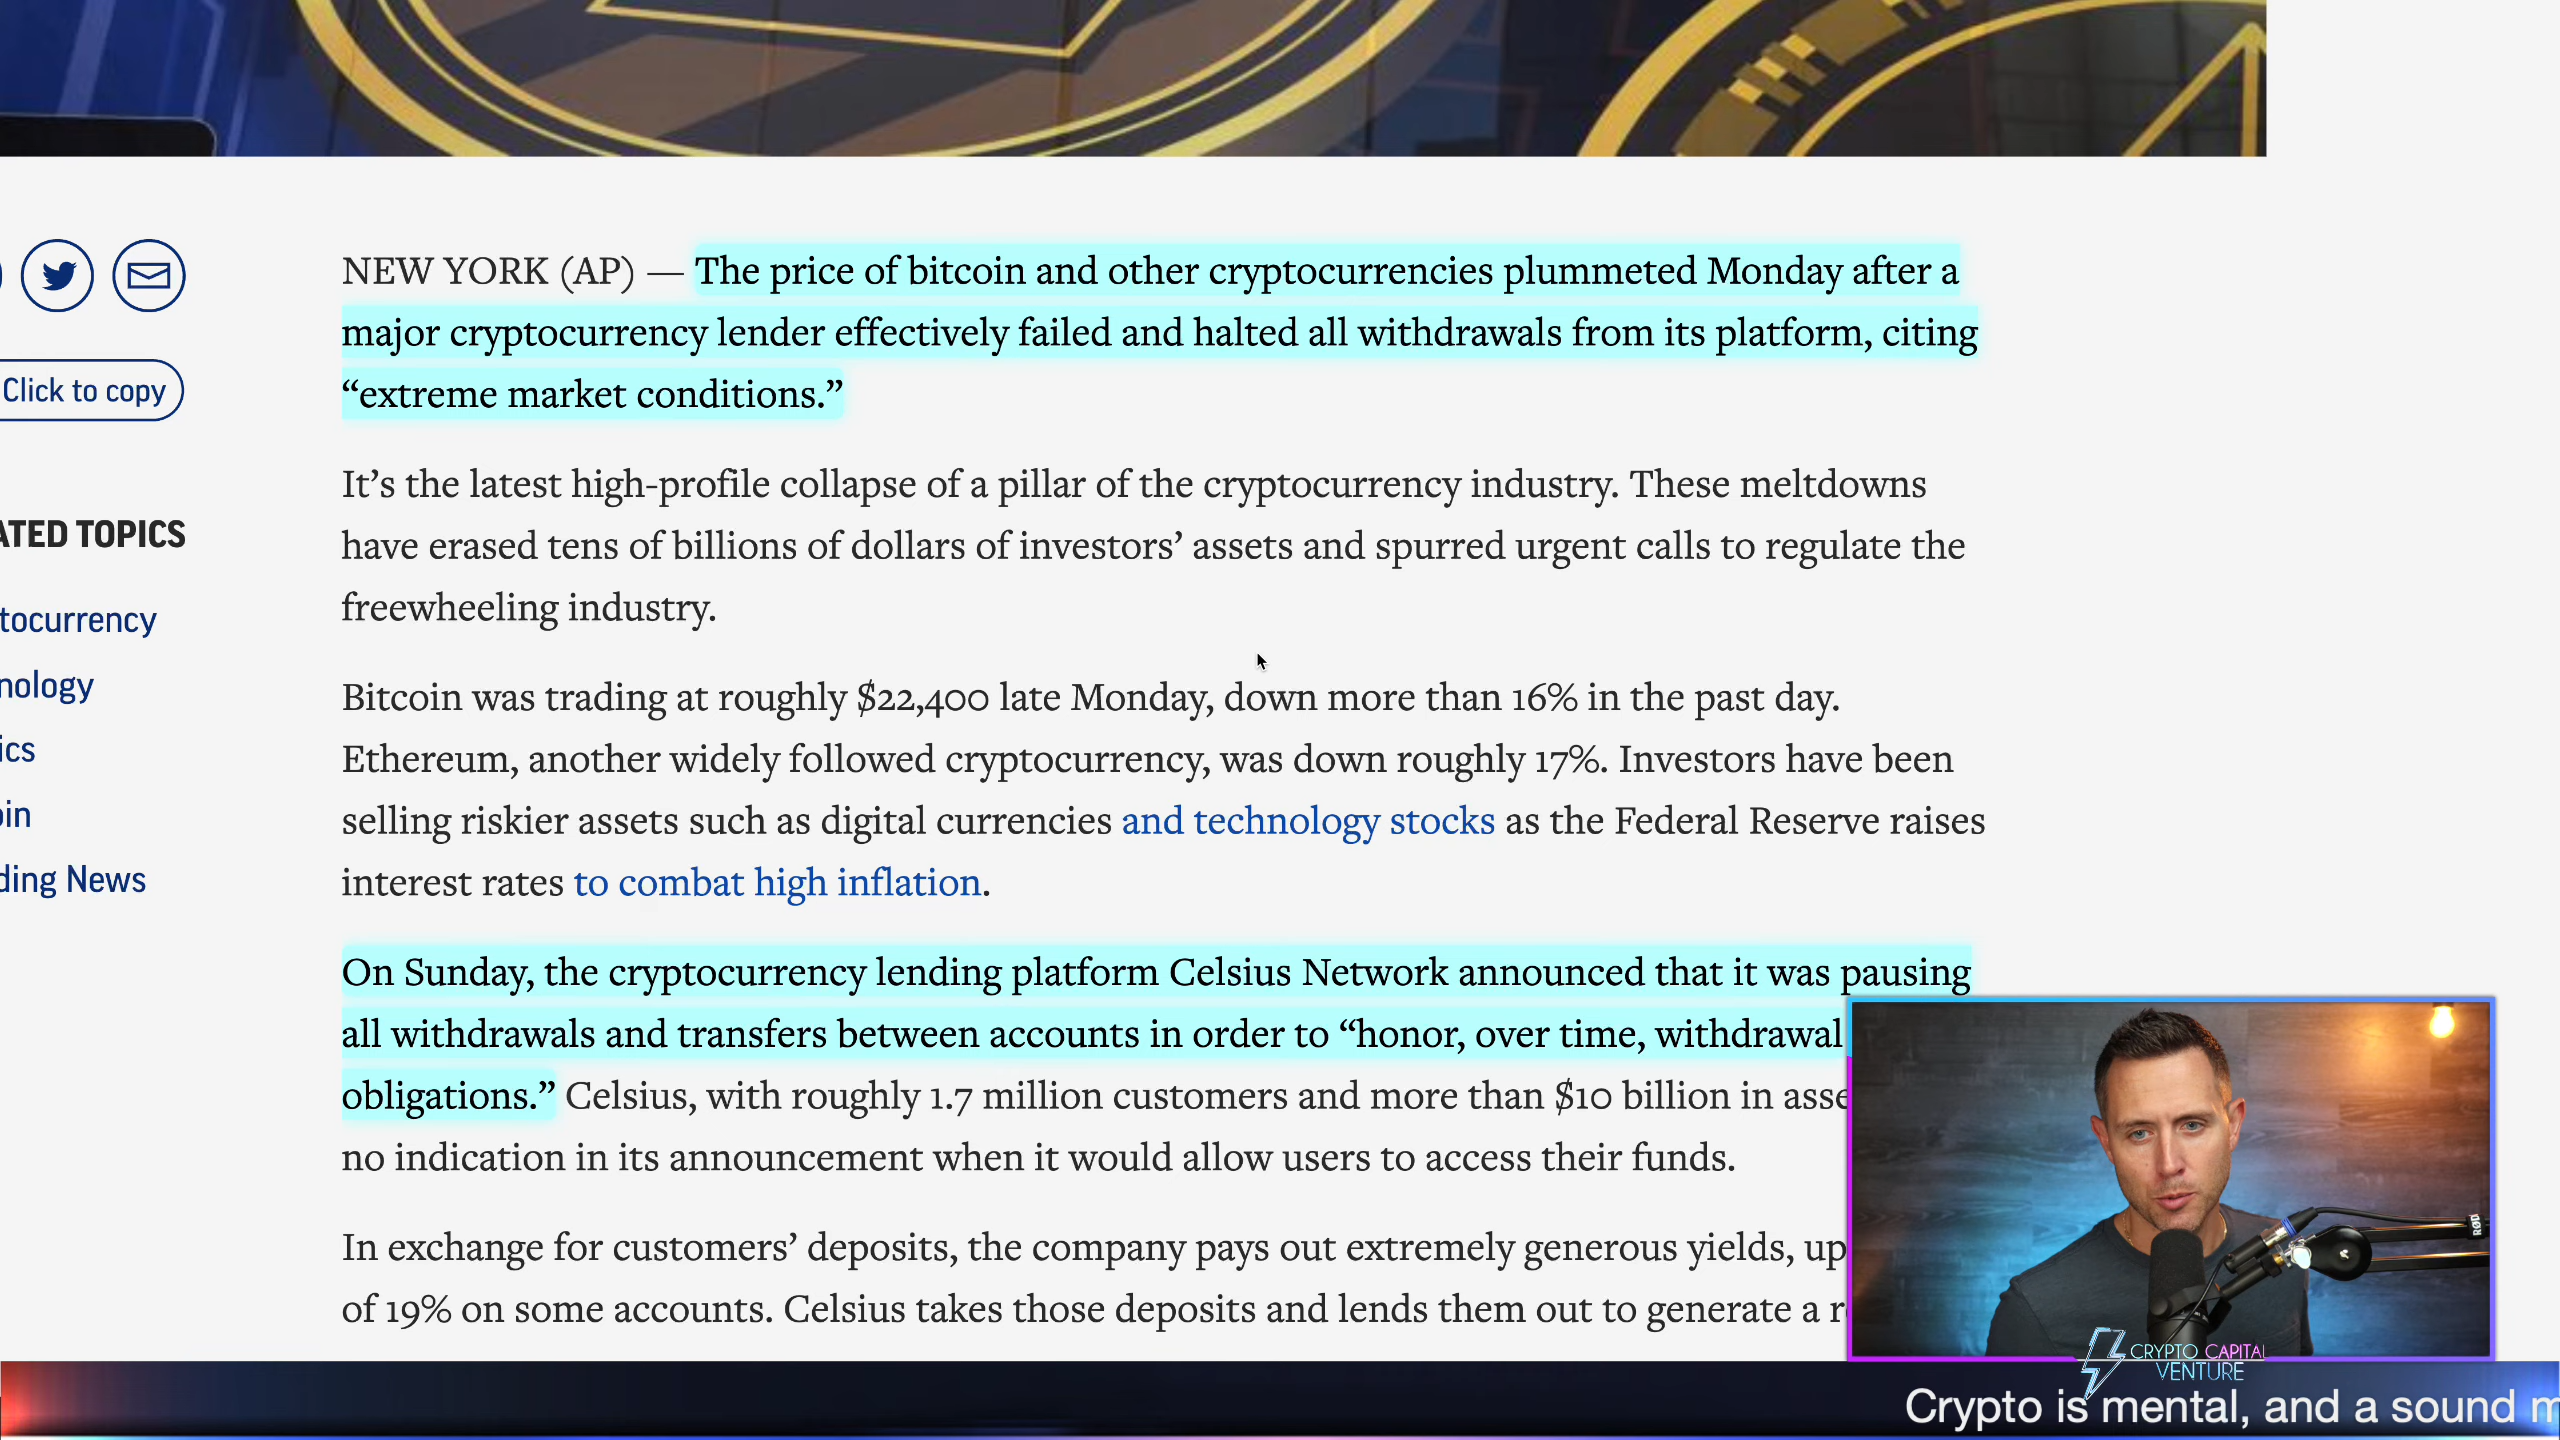 Click to copy
TOPICS
News
NEW YORK (AP) — The price of bitcoin and other cryptocurrencies plummeted Monday after a
major cryptocurrency lender effectively failed and halted all withdrawals from its platform, citing
“extreme market conditions.”
It’s the latest high-profile collapse of a pillar of the cryptocurrency industry. These meltdowns
have erased tens of billions of dollars of investors’ assets and spurred urgent calls to regulate the
freewheeling industry.
Bitcoin was trading at roughly $22,400 late Monday, down more than 16% in the past day.
Ethereum, another widely followed cryptocurrency, was down roughly 17%. Investors have been
selling riskier assets such as digital currencies and technology stocks as the Federal Reserve raises
interest rates to combat high inflation.
On Sunday, the cryptocurrency lending platform Celsius Network announced that it was pausing
all withdrawals and transfers between accounts in order to “honor, over time, withdrawal
obligations.” Celsius, with roughly 1.7 million customers and more than $10 billion in
no indication in its announcement when it would allow users to access their funds.
In exchange for customers’ deposits, the company pays out extremely generous yields, up
of 19% on some accounts. Celsius takes those deposits and lends them out to generate a
RØDE
CRYPTO CAPITAL
VENTURE
Crypto is mental, and a sound